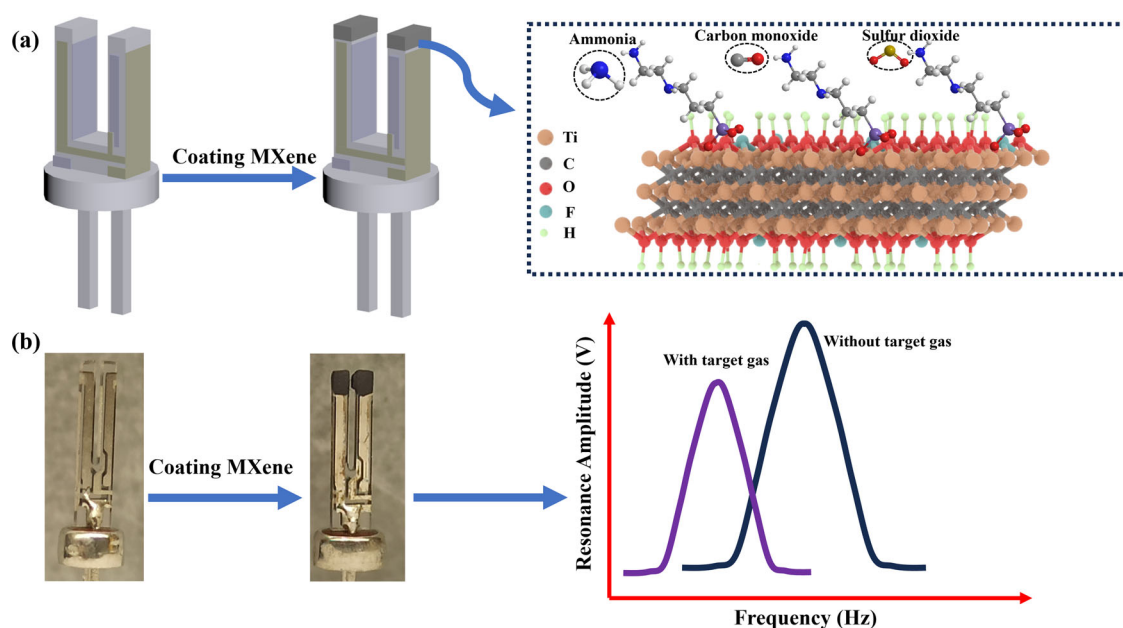 (a)
Coating MXene
Ammonia
Carbon monoxide
Sulfur dioxide
Ti
C
O
F
H
(b)
Coating MXene
Resonance Amplitude (V)
With target gas
Without target gas
Frequency (Hz)